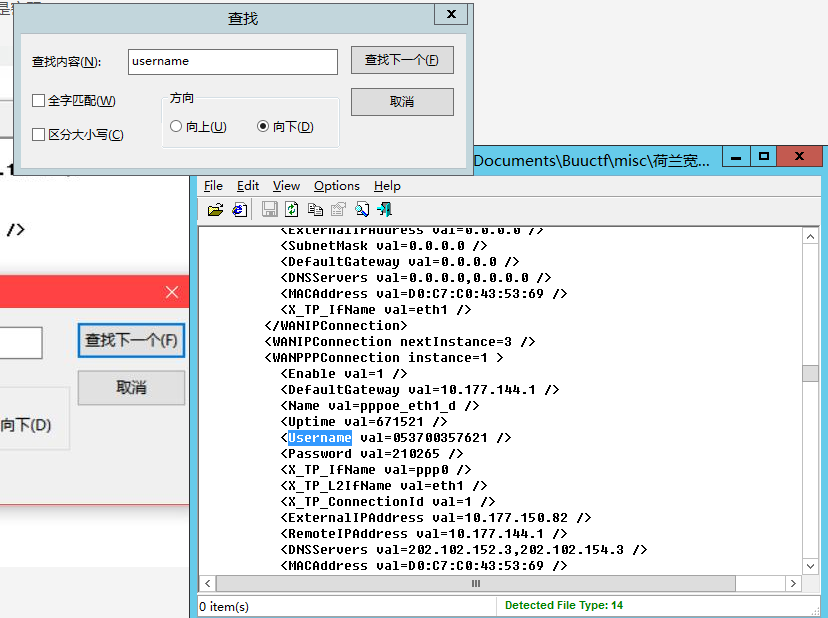 查找
x
查找内容(N):
username
查找下一个(F)
全字匹配(W)
方向
取消
向上(U)
向下(D)
区分大小写(C)
Documents\Buuctf\misc\荷兰宽...
File Edit View Options Help
/>
查找下一个(F)
取消
向下(D)
<ExternalIPAddress val=0.0.0.0 />
<SubnetMask val=0.0.0.0 />
<DefaultGateway val=0.0.0.0 />
<DNSServers val=0.0.0.0,0.0.0.0 />
<MACAddress val=D0:C7:C0:43:53:69 />
<X_TP_IfName val=eth1 />
</WANIPConnection>
<WANIPConnection nextInstance=3 />
<WANPPPConnection instance=1 >
<Enable val=1 />
<DefaultGateway val=10.177.144.1 />
<Name val=pppoe_eth1_d />
<Uptime val=671521 />
<Username val=053700357621 />
<Password val=210265 />
<X_TP_IfName val=ppp0 />
<X_TP_L2IfName val=eth1 />
<X_TP_ConnectionId val=1 />
<ExternalIPAddress val=10.177.150.82 />
<RemoteIPAddress val=10.177.144.1 />
<DNSServers val=202.102.152.3,202.102.154.3 />
<MACAddress val=D0:C7:C0:43:53:69 />
0 item(s)
Detected File Type: 14